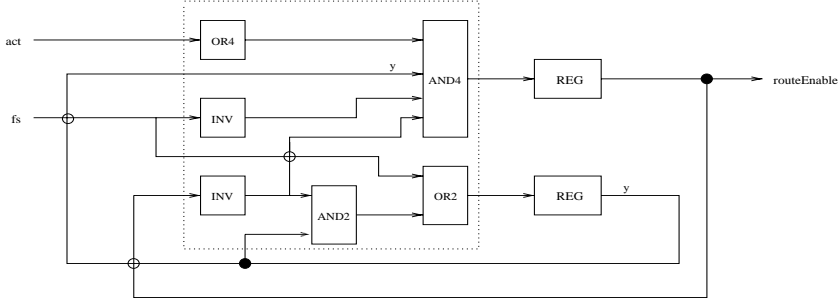 act
OR4
y
AND4
REG
routeEnable
fs
INV
INV
AND2
OR2
REG
y